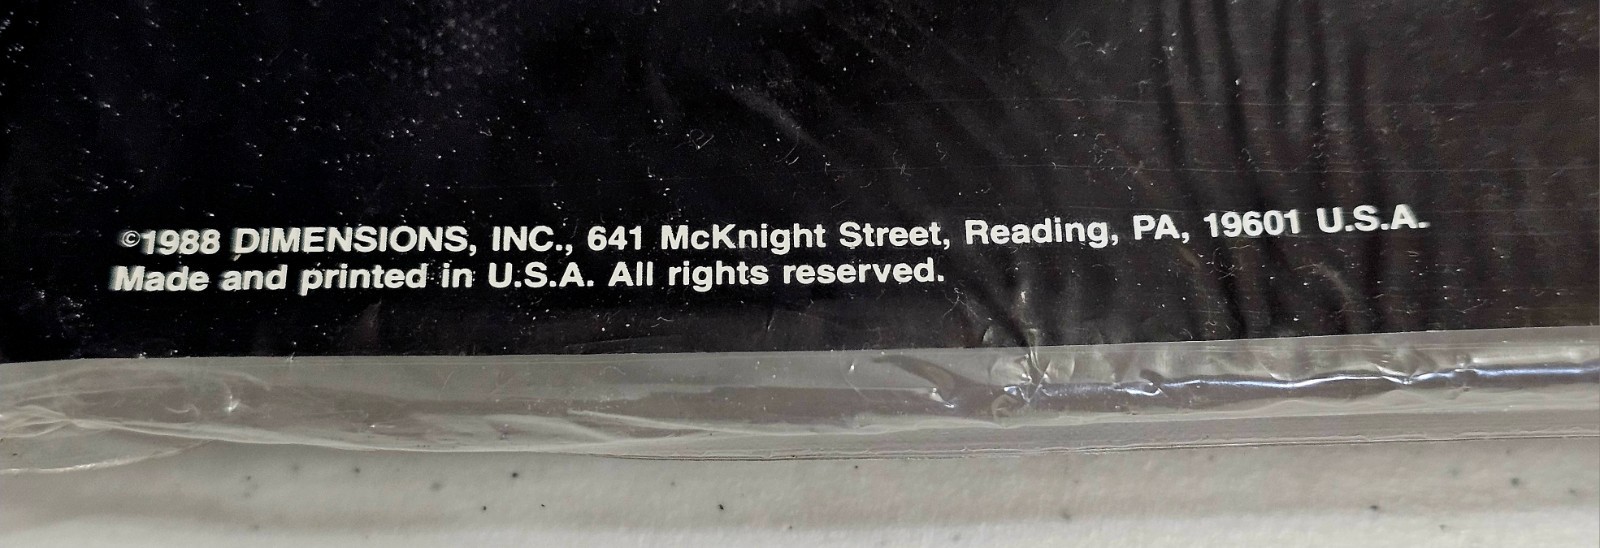 ©1988 DIMENSIONS, INC., 641 McKnight Street, Reading, PA, 19601 U.S.A.
Made and printed in U.S.A. All rights reserved.